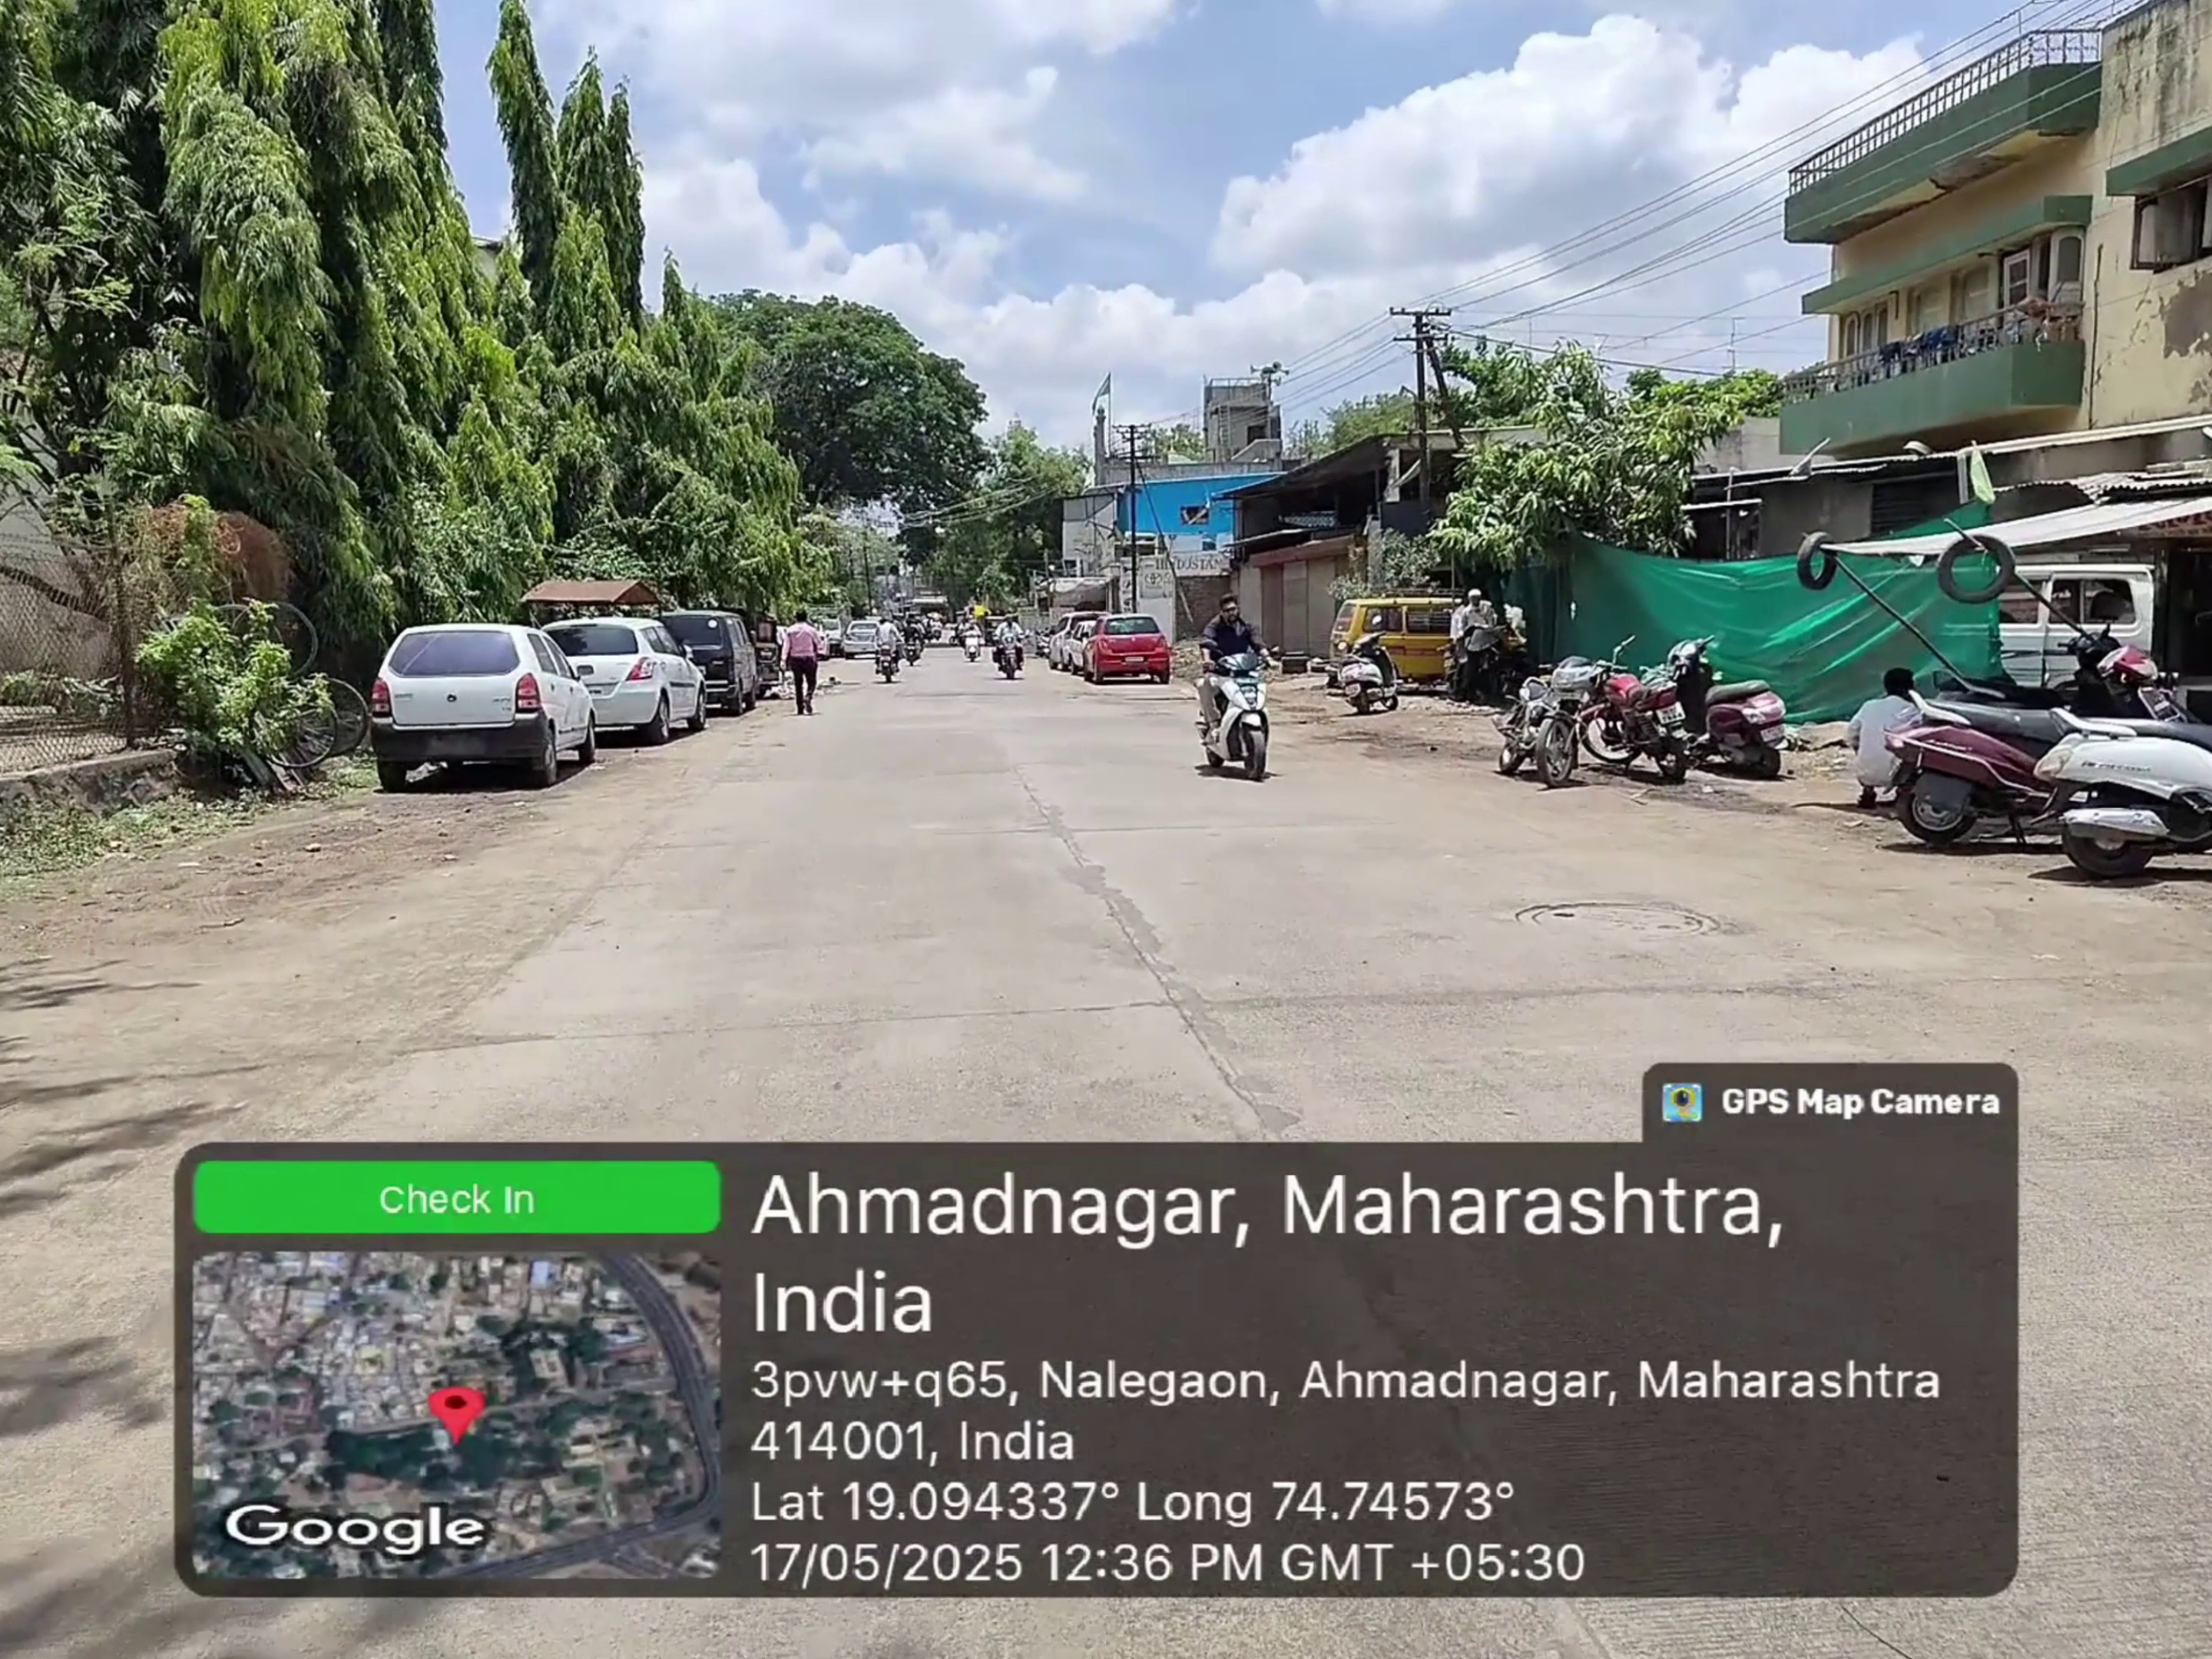 HINDUSTAN
GPS Map Camera
Check In
Ahmadnagar, Maharashtra,
India
3pvw+q65, Nalegaon, Ahmadnagar, Maharashtra
414001, India
Lat 19.094337° Long 74.74573°
17/05/2025 12:36 PM GMT +05:30
Google